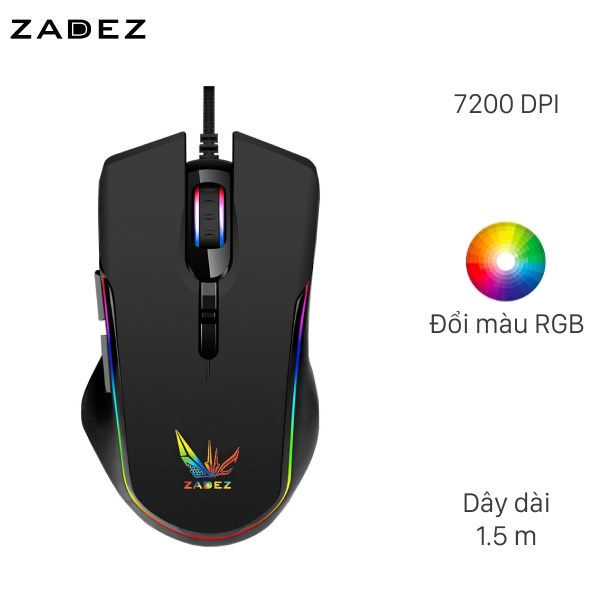 ZADEZ
7200 DPI
Đổi màu RGB
ZADEZ
Dây dài
1.5 m